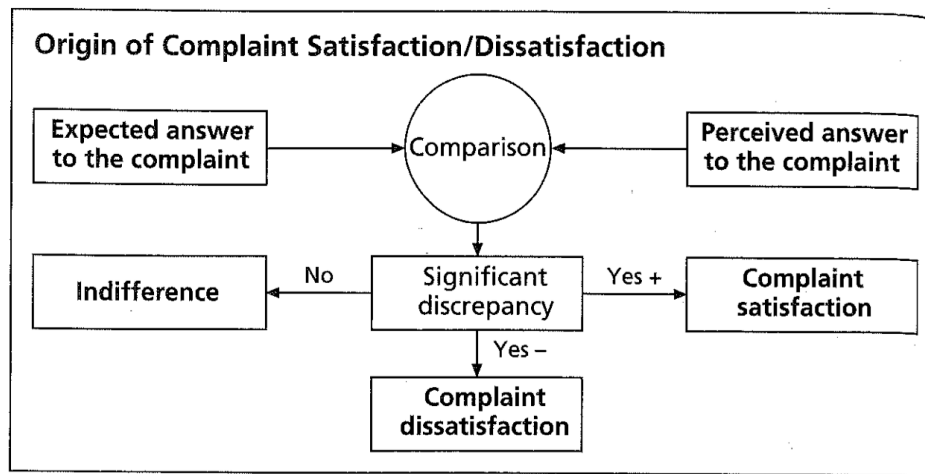 Origin of Complaint Satisfaction/Dissatisfaction
Expected answer
to the complaint
Comparison
Perceived answer
to the complaint
Indifference
No
Significant
discrepancy
Yes +
Complaint
satisfaction
Yes –
Complaint
dissatisfaction